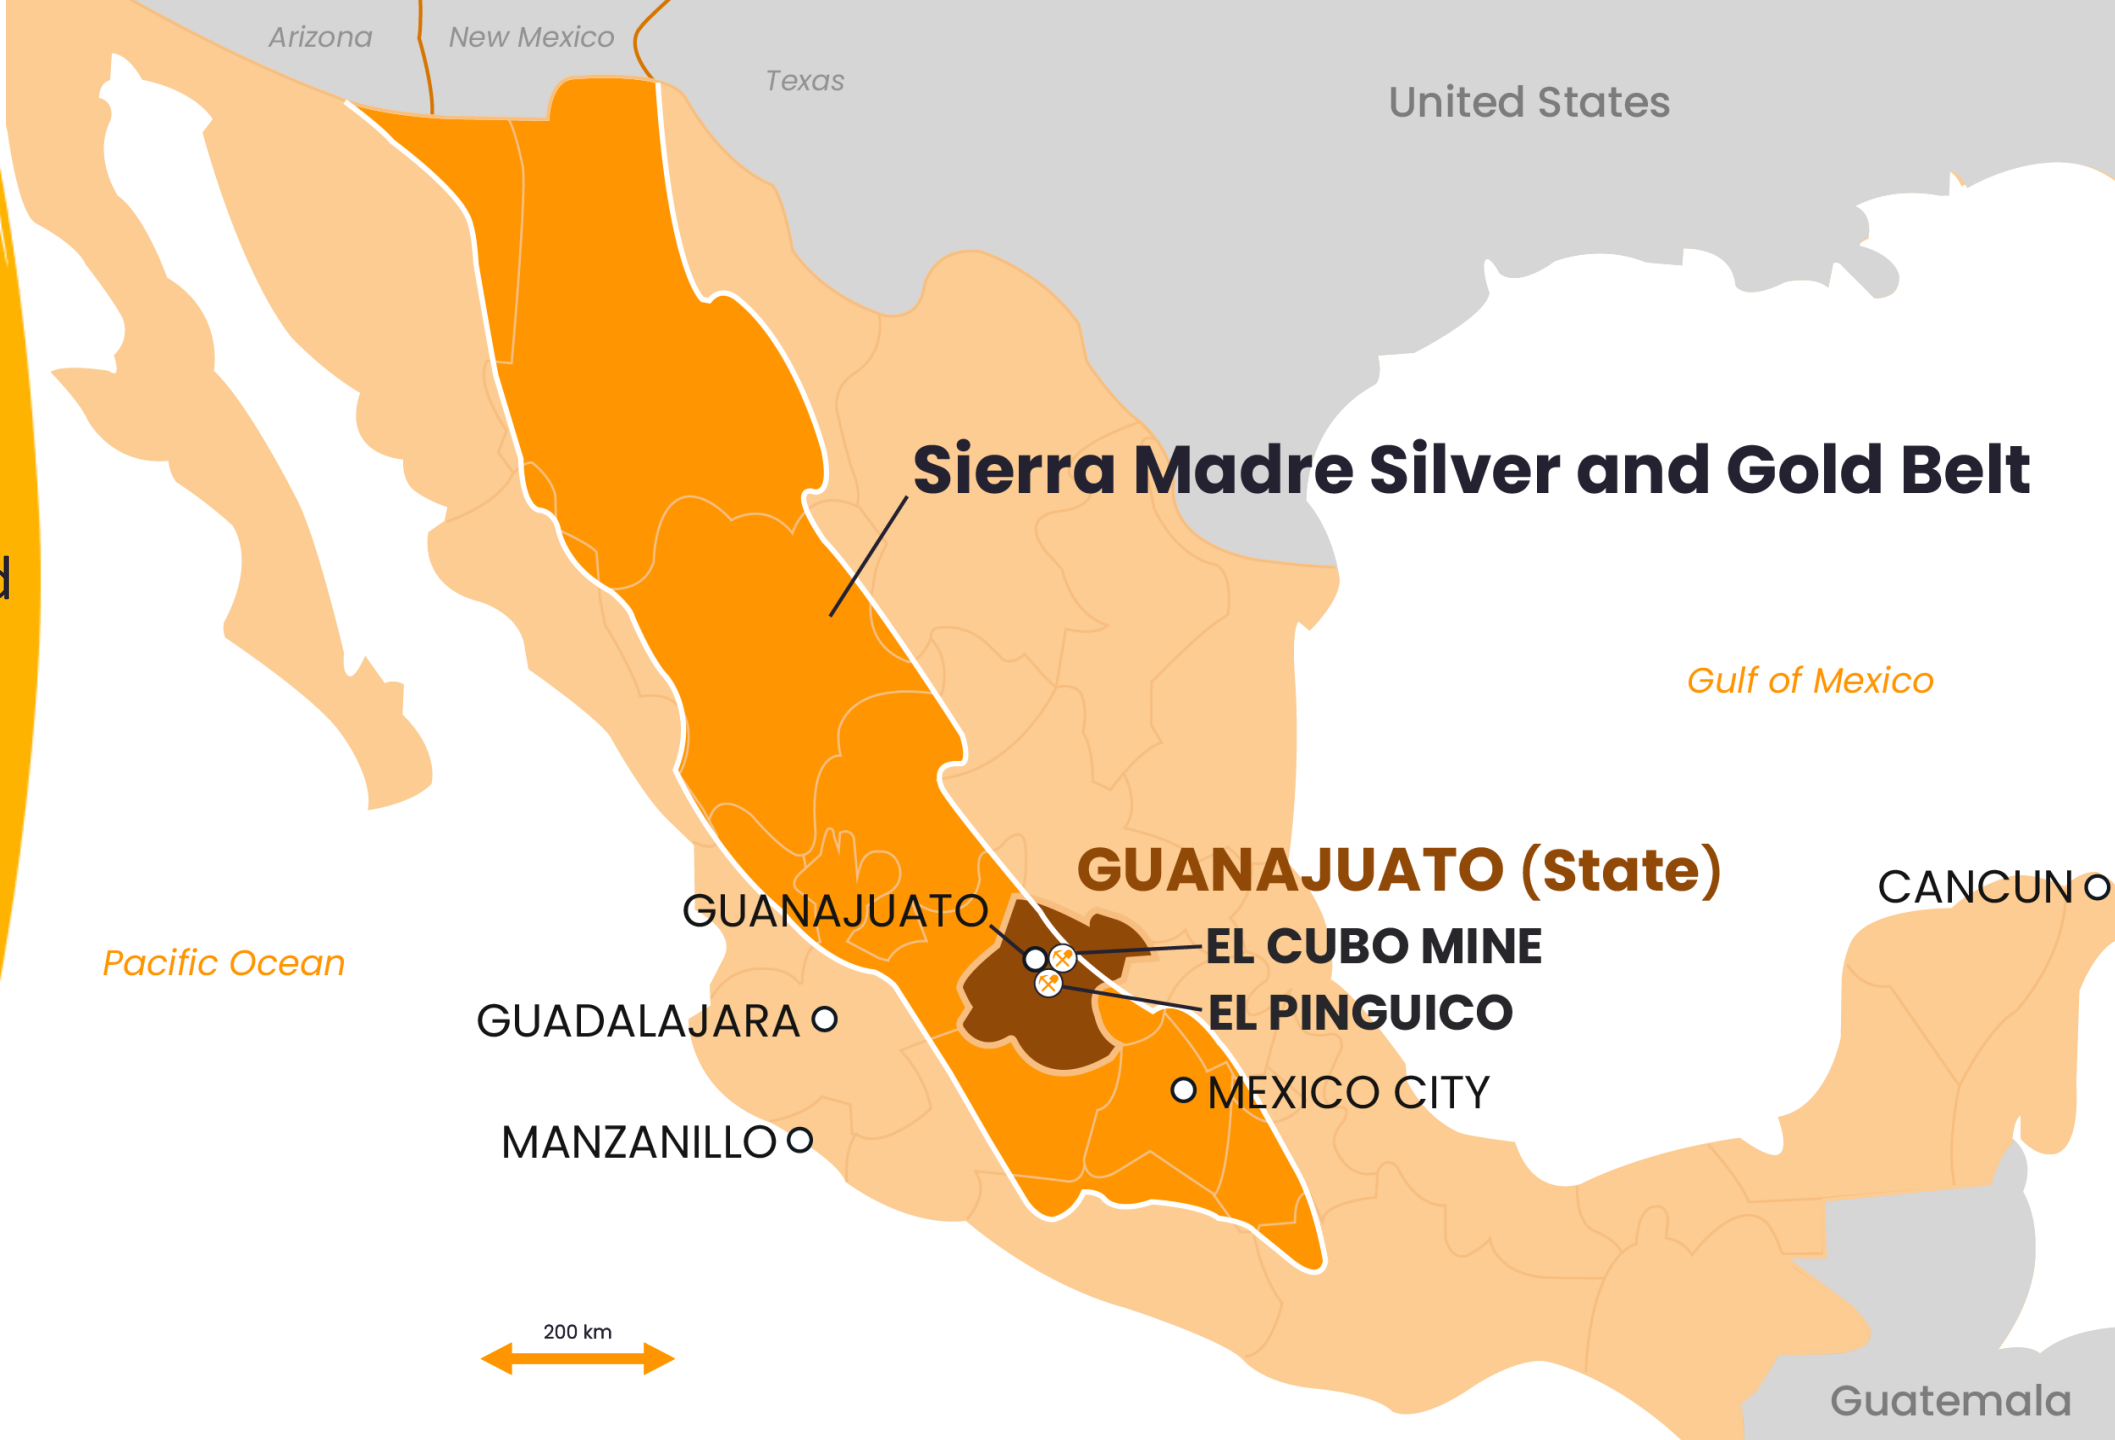 Arizona
New Mexico
Texas
United States
Sierra Madre Silver and Gold Belt
d
Gulf of Mexico
GUANAJUATO (State)
CANCUN
GUANAJUATO
EL CUBO MINE
Pacific Ocean
EL PINGUICO
GUADALAJARA
MEXICO CITY
MANZANILLO
200 km
Guatemala